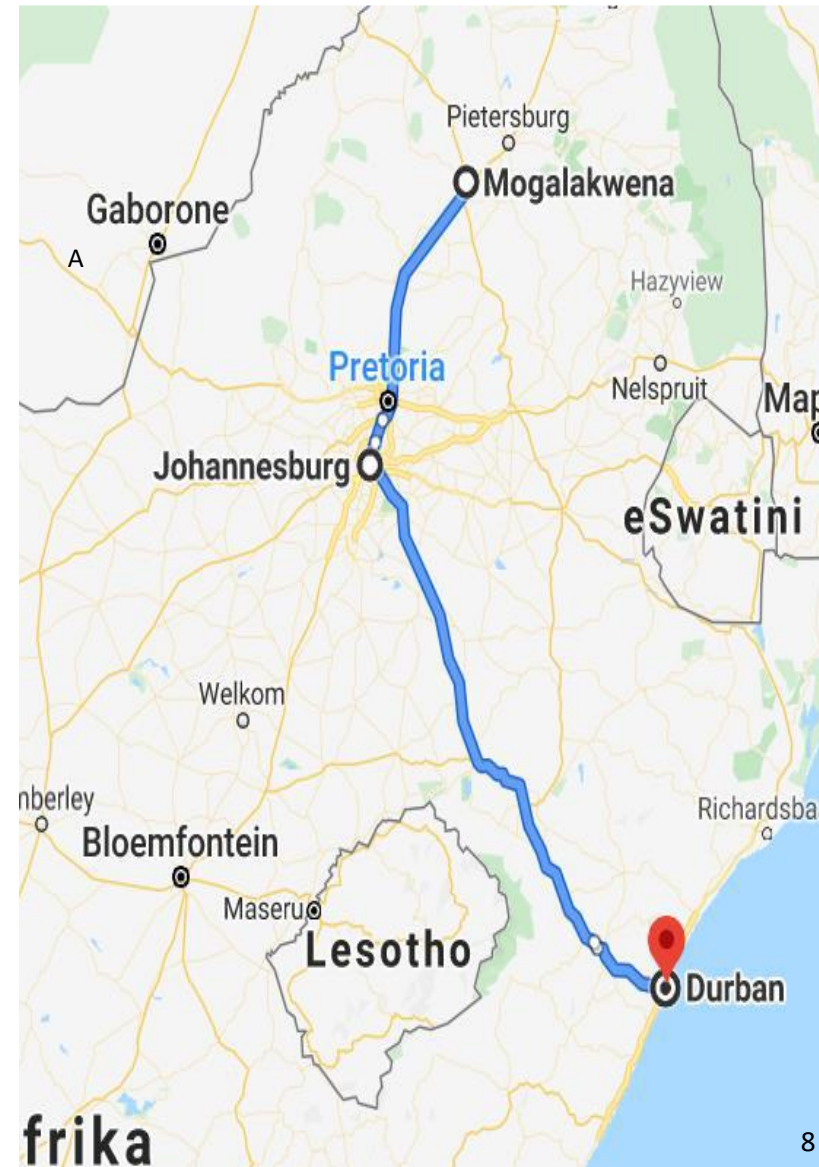 Pietersburg
Mogalakwena
Gaborone
A
Hazyview
Pretoria
Nelspruit
Map
Johannesburg
eSwatini
Welkom
nberley
Richardsba
Bloemfontein
Maseru
Lesotho
Durban
frika
8